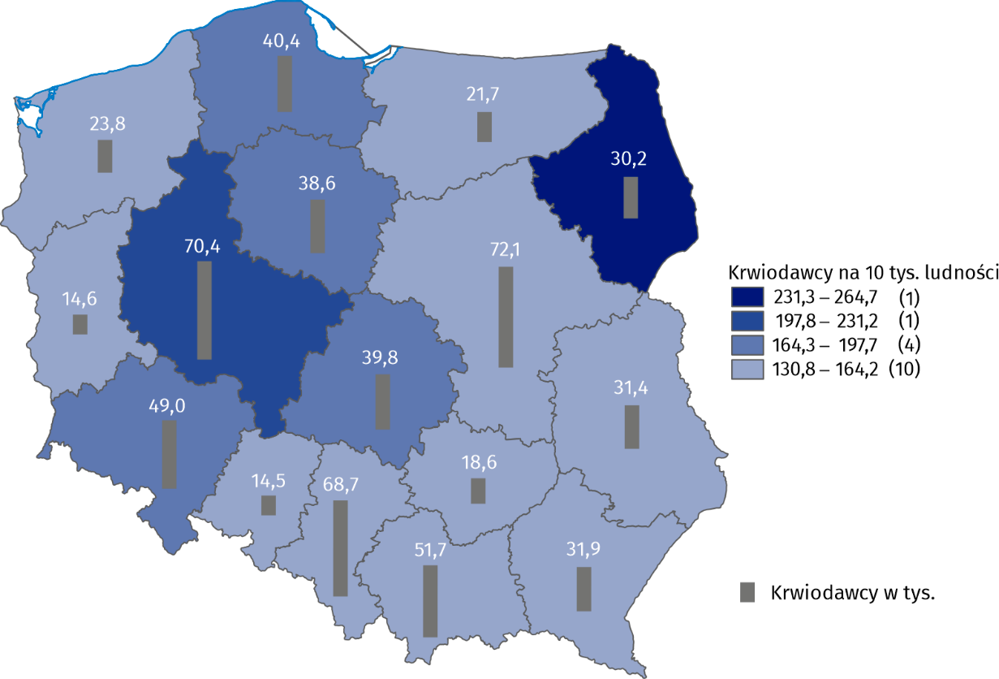 40,4
21,7
23,8
30,2
38,6
70,4
72,1
14,6
39,8
31,4
49,0
18,6
14,5
68,7
51,7
31,9
Krwiodawcy na 10 tys. ludności
231,3 – 264,7 (1)
197,8 – 231,2 (1)
164,3 – 197,7 (4)
130,8 – 164,2 (10)
Krwiodawcy w tys.